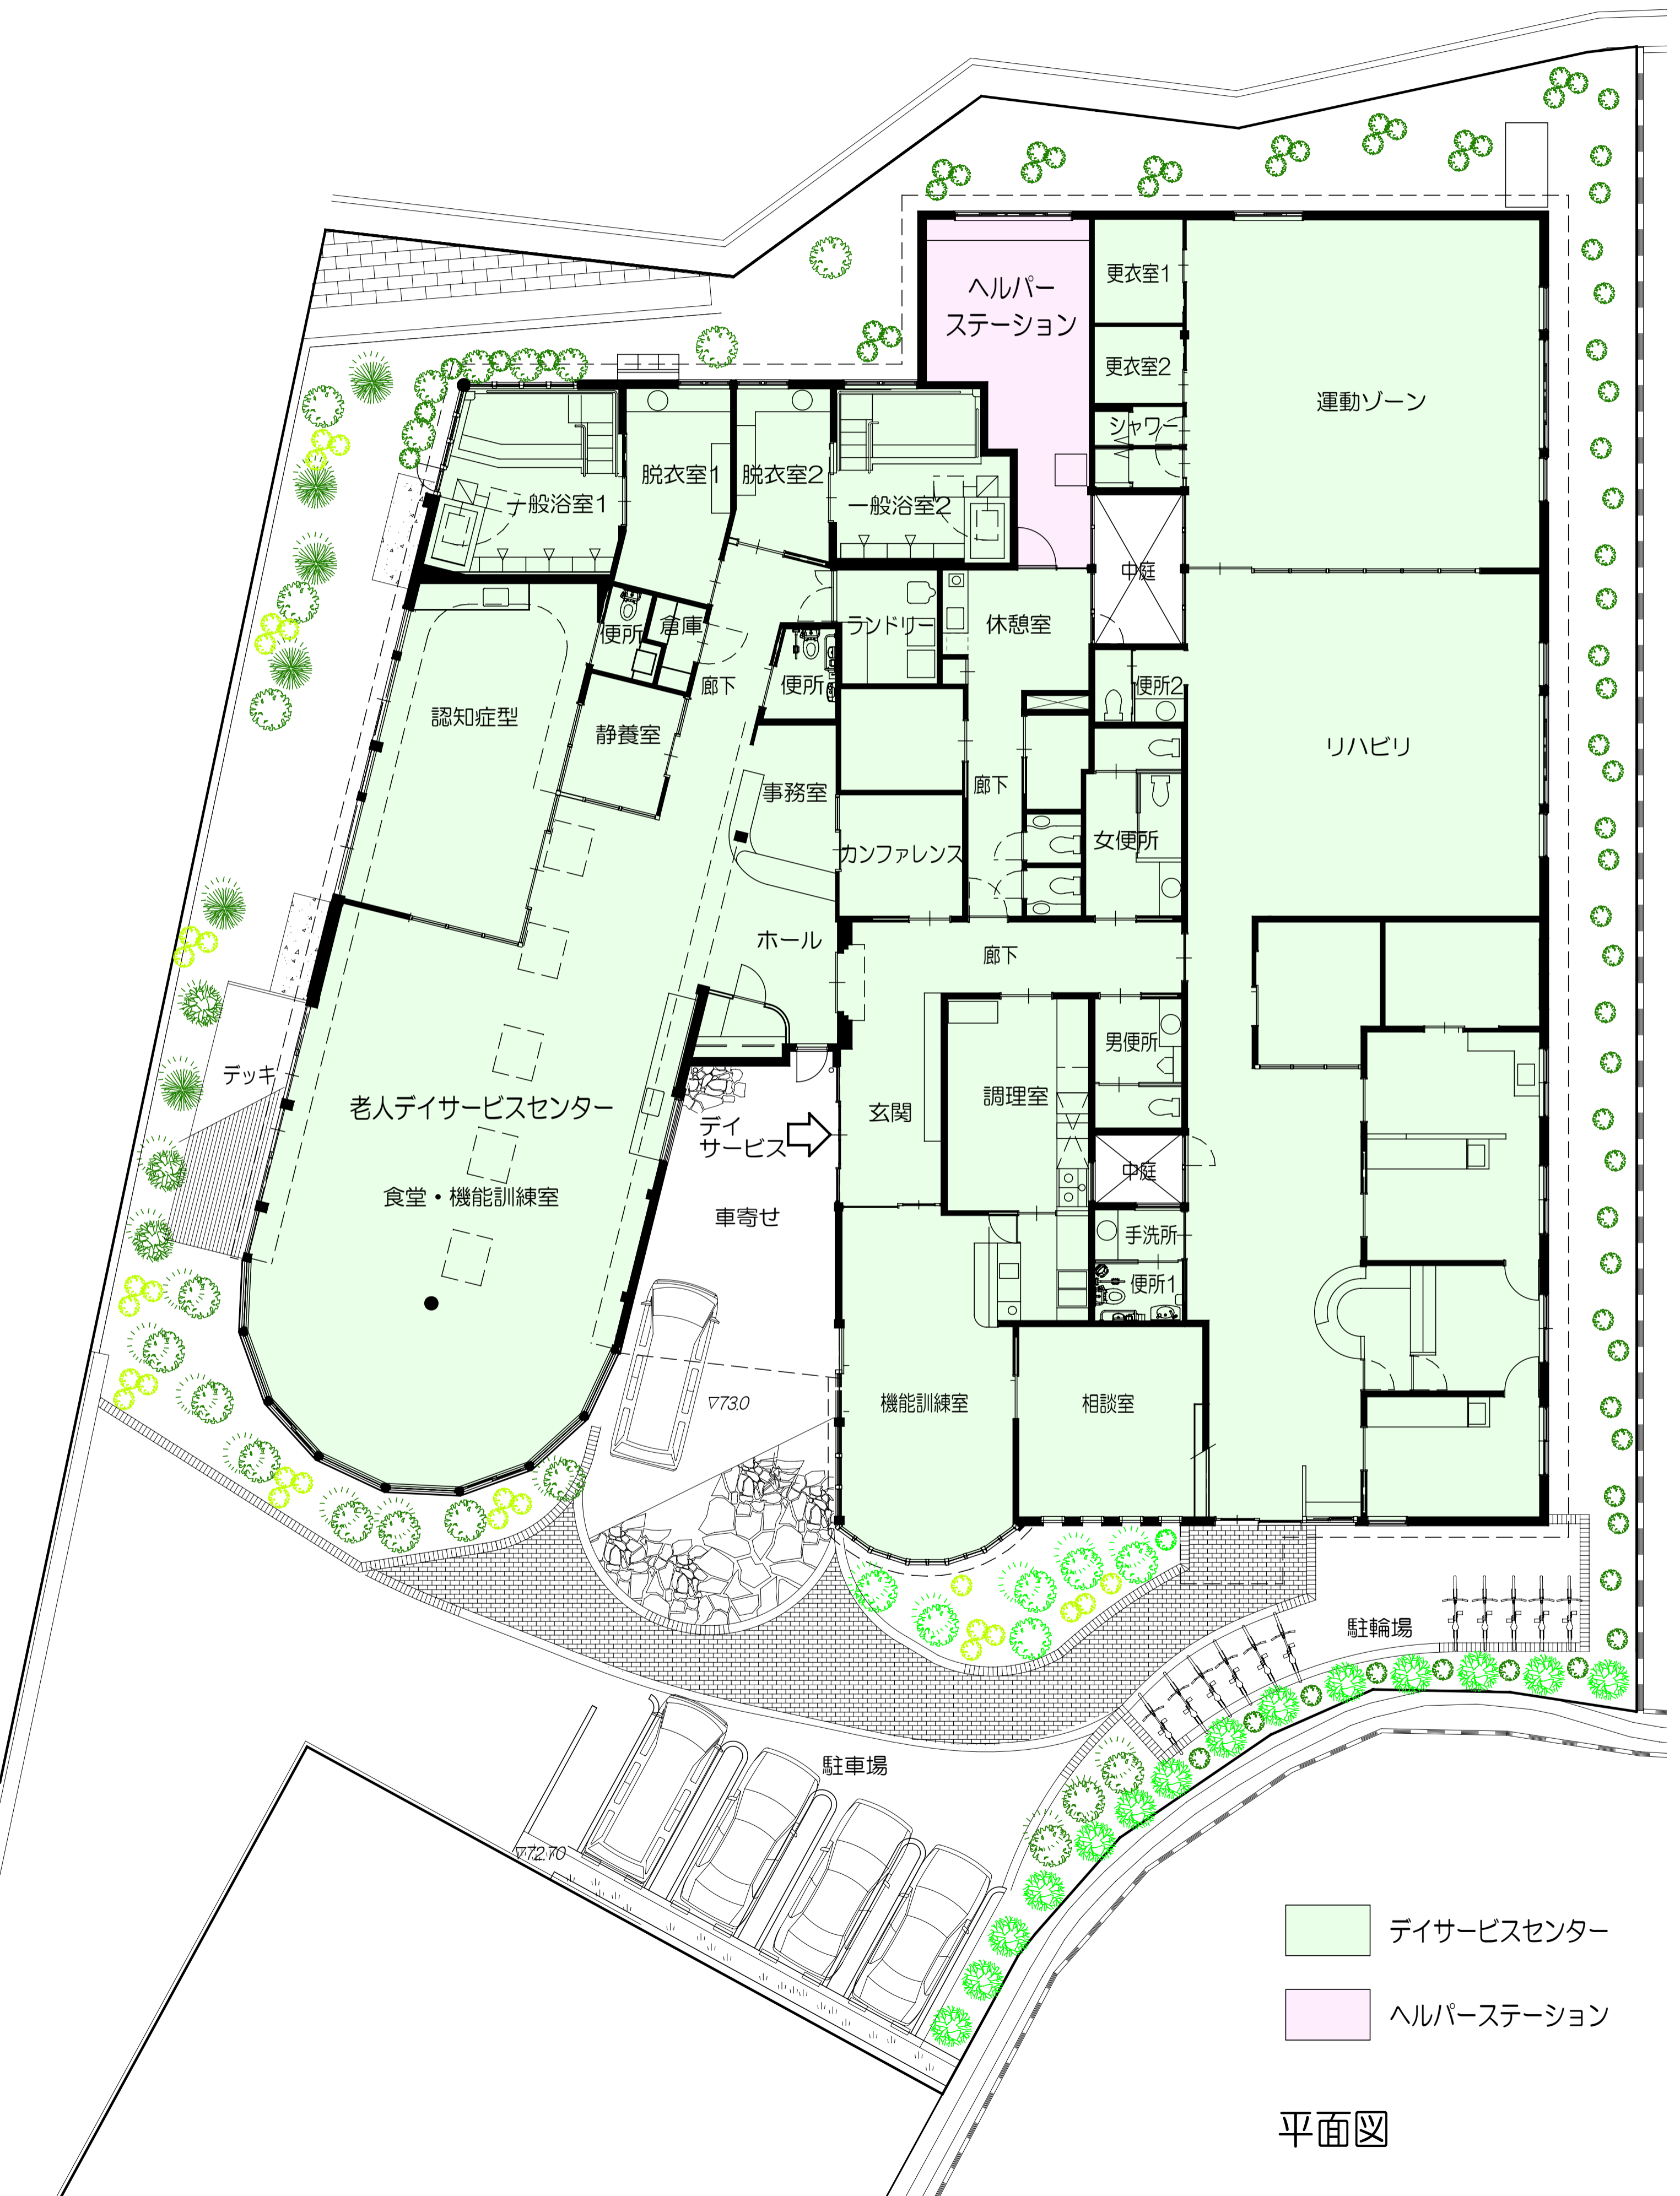 ヘルパー
ステーション
更衣室1
更衣室2
シャワー
運動ゾーン
一般浴室1
脱衣室1
脱衣室2
一般浴室2
中庭
便所
倉庫
ランドリー
休憩室
廊下
便所
便所2
認知症型
静養室
事務室
廊下
リハビリ
カンファレンス
女便所
ホール
廊下
デッキ
老人デイサービスセンター
食堂・機能訓練室
デイ
サービス
車寄せ
玄関
調理室
男便所
中庭
手洗所
便所1
▽73.0
機能訓練室
相談室
駐輪場
駐車場
▽72.70
デイサービスセンター
ヘルパーステーション
平面図